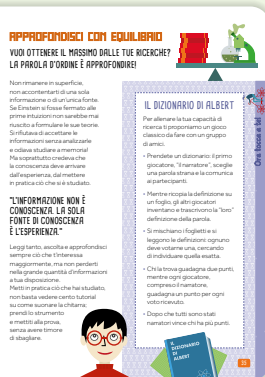 APPROFONDISCI CON EQUILIBRIO
VUOI OTTENERE IL MASSIMO DALLE TUE RICERCHE?
LA PAROLA D'ORDINE È APPROFONDIRE!
Non rimanere in superficie,
non accontentarti di una sola
informazione o di un'unica fonte.
Se Einstein si fosse fermato alle
prime intuizioni non sarebbe mai
riuscito a formulare le sue teorie.
Si rifiutava di accettare le
informazioni senza analizzarle
e odiava studiare a memoria!
Ma soprattutto credeva che
la conoscenza deve arrivare
dall'esperienza, dal mettere
in pratica ciò che si è studiato.
"L'INFORMAZIONE NON È
CONOSCENZA. LA SOLA
FONTE DI CONOSCENZA
È L'ESPERIENZA."
Leggi tanto, ascolta e approfondisci
sempre ciò che t'interessa
maggiormente, ma non perderti
nella grande quantità d'informazioni
a tua disposizione.
Metti in pratica ciò che hai studiato,
non basta vedere cento tutorial
su come suonare la chitarra:
prendi lo strumento
e mettiti alla prova,
senza avere timore
di sbagliare.
IL DIZIONARIO DI ALBERT
Per allenare la tua capacità di
ricerca ti proponiamo un gioco
classico da fare con un gruppo
di amici.
• Prendete un dizionario: il primo
giocatore, "il narratore", sceglie
una parola strana e la comunica
ai partecipanti.
• Mentre ricopia la definizione su
un foglio, gli altri giocatori
inventano e trascrivono la "loro"
definizione della parola.
• Si mischiano i foglietti e si
leggono le definizioni: ognuno
deve votarne una, cercando
di individuare quella esatta.
• Chi la trova guadagna due punti,
mentre ogni giocatore,
compreso il narratore,
guadagna un punto per ogni
voto ricevuto.
• Dopo che tutti sono stati
narratori vince chi ha più punti.
Ora tocca a te!
IL
DIZIONARIO
DI
ALBERT
35